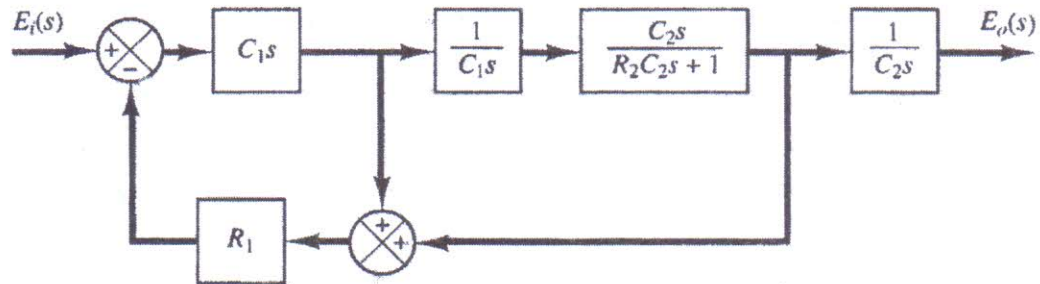 E_i(s)
+
−
C_1s
1
C_1s
C_2s
R_2C_2s + 1
1
C_2s
E_o(s)
R_1
+
+